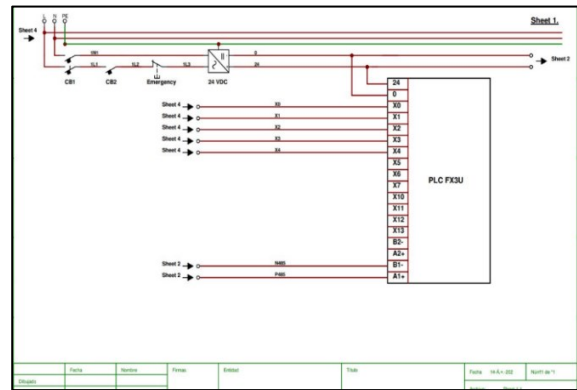 Sheet 1.
L N PE
Sheet 4
1N1
0
1L1 1L2 1L3
24
Sheet 2
CB1 CB2 Emergency 24 VDC
24
0
Sheet 4 X0 X0
Sheet 4 X1 X1
Sheet 4 X2 X2
Sheet 4 X3 X3
Sheet 4 X4 X4
X5
X6
X7
PLC FX3U
X10
X11
X12
X13
B2-
A2+
Sheet 2 N485 B1-
Sheet 2 P485 A1+
Fecha Nombre Firmas Entidad Título Fecha
Dibujado